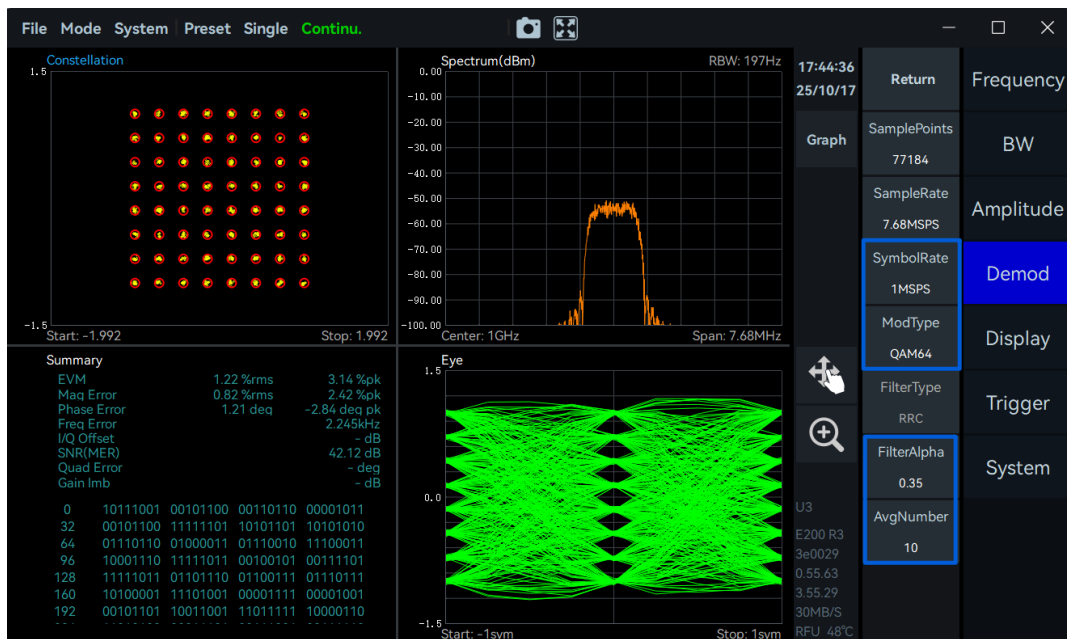 File Mode System Preset Single Continu.
Constellation
1.5
-1.5
Start: -1.992 Stop: 1.992
Spectrum(dBm) RBW: 197Hz
0.00
-10.00
-20.00
-30.00
-40.00
-50.00
-60.00
-70.00
-80.00
-90.00
-100.00
Center: 1GHz Span: 7.68MHz
Summary
EVM 1.22 %rms 3.14 %pk
Mag Error 0.82 %rms 2.42 %pk
Phase Error 1.21 deg -2.84 deg pk
Freq Error 2.245kHz
I/Q Offset - dB
SNR(MER) 42.12 dB
Quad Error - deg
Gain Imb - dB
0 10111001 00101100 00110110 00001011
32 00101100 11111101 10101101 10101010
64 01110110 01000011 01110010 11100011
96 10001110 11111011 00100101 00111101
128 11111011 01101110 01100111 01110111
160 10100001 11101001 00001111 00001001
192 00101101 10011001 11011111 10000110
Eye
1.5
0.0
-1.5
Start: -1sym Stop: 1sym
17:44:36
25/10/17
Graph
U3
E200 R3
3e0029
0.55.63
3.55.29
30MB/S
RFU 48℃
Return
SamplePoints
77184
SampleRate
7.68MSPS
SymbolRate
1MSPS
ModType
QAM64
FilterType
RRC
FilterAlpha
0.35
AvgNumber
10
Frequency
BW
Amplitude
Demod
Display
Trigger
System